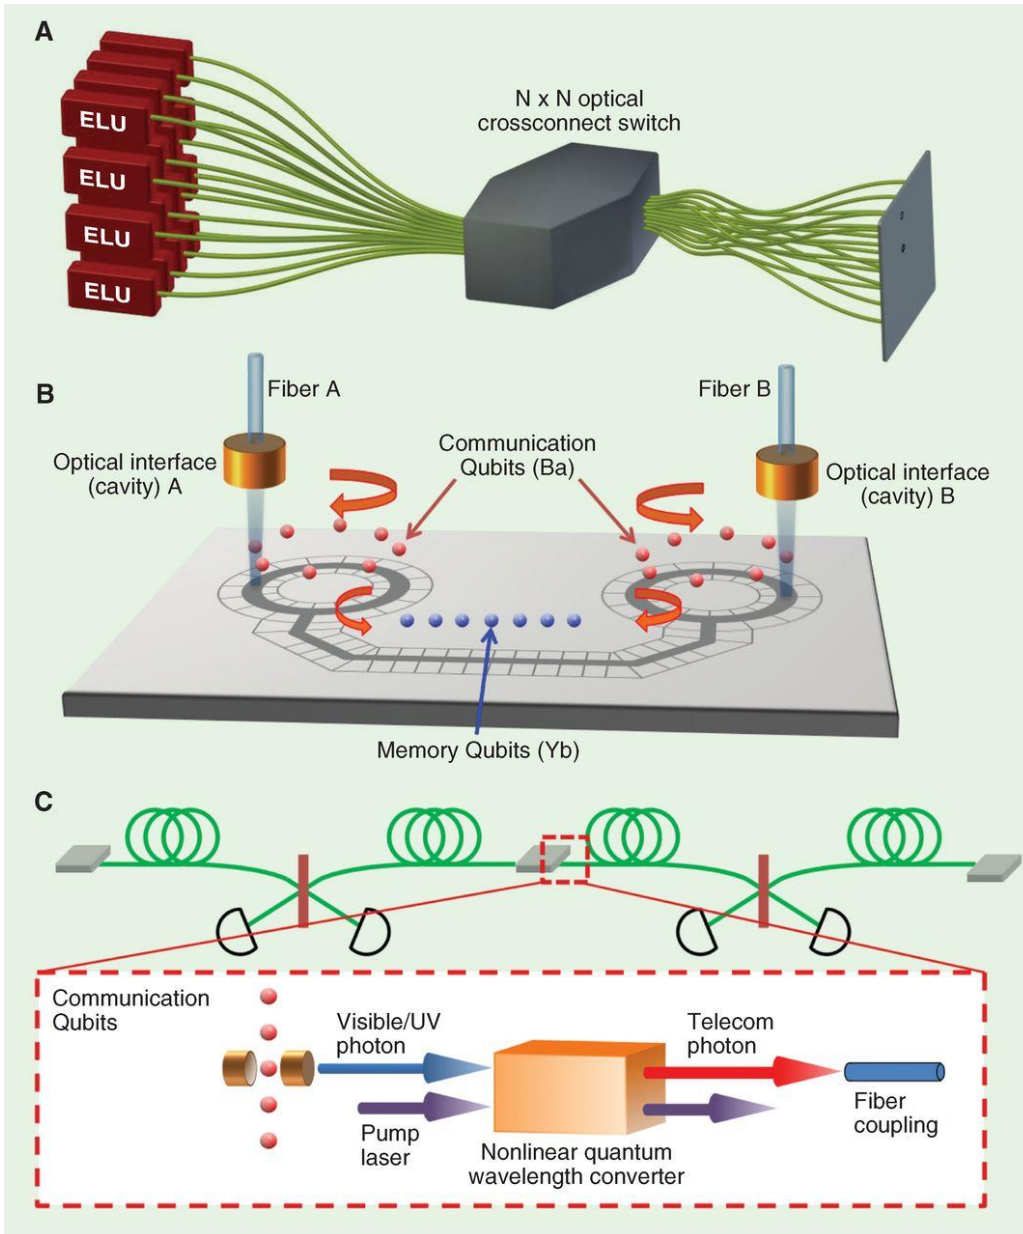 A
N x N optical
crossconnect switch
ELU
ELU
ELU
ELU
B
Fiber A
Fiber B
Communication
Qubits (Ba)
Optical interface
(cavity) A
Optical interface
(cavity) B
Memory Qubits (Yb)
C
Communication
Qubits
Visible/UV
photon
Telecom
photon
Pump
laser
Nonlinear quantum
wavelength converter
Fiber
coupling